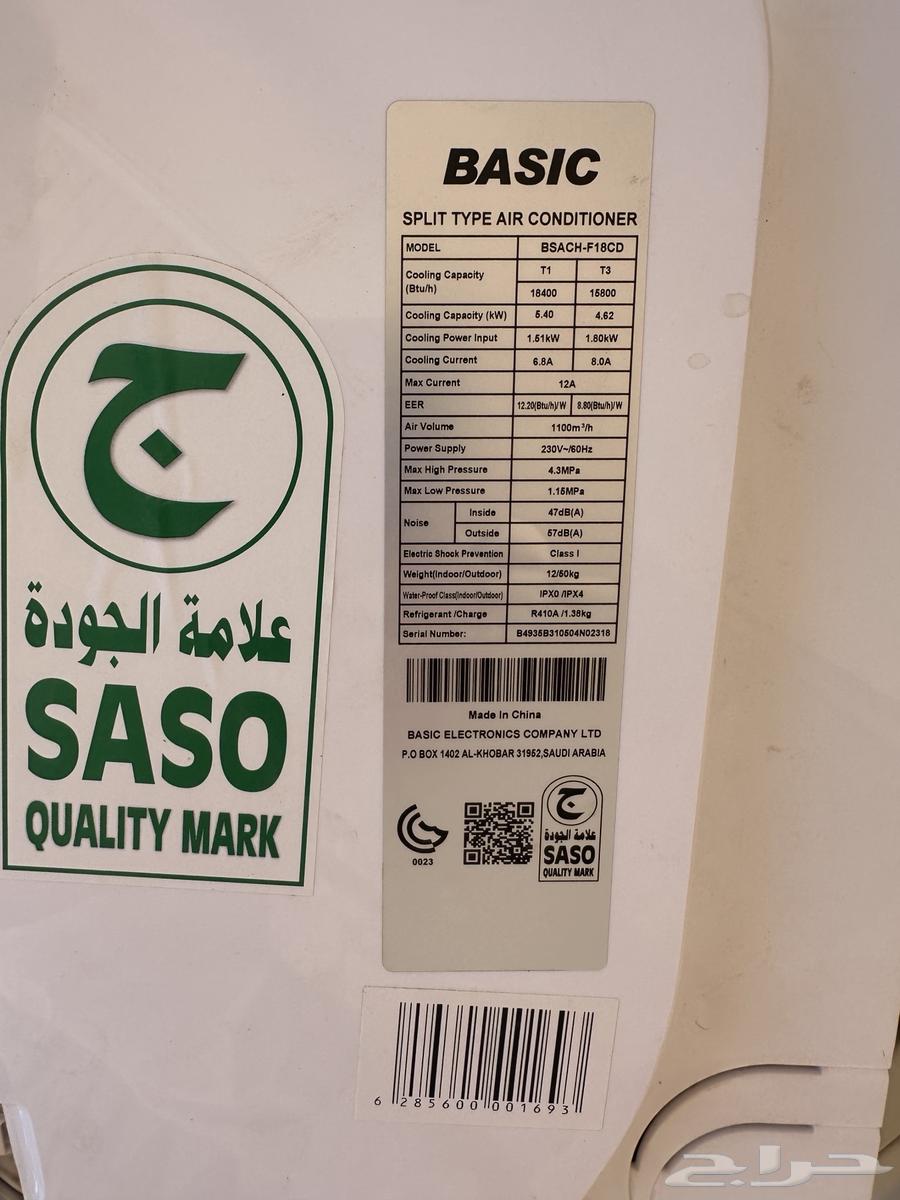 ج
علامة الجودة
SASO
QUALITY MARK
BASIC
SPLIT TYPE AIR CONDITIONER
MODEL BSACH-F18CD
Cooling Capacity (Btu/h) T1 T3
18400 15800
Cooling Capacity (kW) 5.40 4.62
Cooling Power Input 1.51kW 1.80kW
Cooling Current 6.8A 8.0A
Max Current 12A
EER 12.20(Btu/h)/W 8.80(Btu/h)/W
Air Volume 1100m³/h
Power Supply 230V~/60Hz
Max High Pressure 4.3MPa
Max Low Pressure 1.15MPa
Noise Inside 47dB(A)
Outside 57dB(A)
Electric Shock Prevention Class I
Weight(Indoor/Outdoor) 12/50kg
Water-Proof Class(Indoor/Outdoor) IPX0 /IPX4
Refrigerant /Charge R410A /1.38kg
Serial Number: B4935B310504N02318
Made In China
BASIC ELECTRONICS COMPANY LTD
P.O BOX 1402 AL-KHOBAR 31952,SAUDI ARABIA
0023
ج
علامة الجودة
SASO
QUALITY MARK
6 285600 001693
حراج